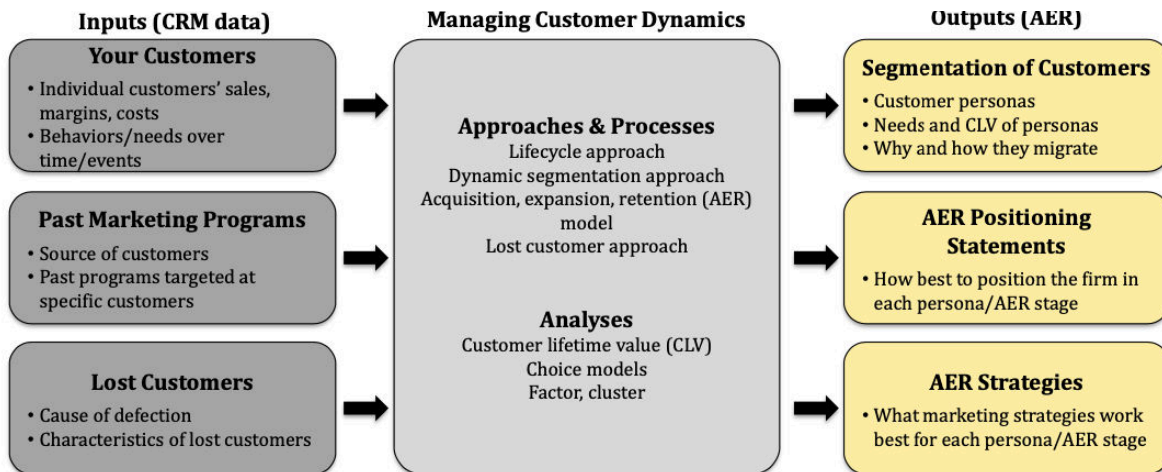 Inputs (CRM data)
Your Customers
• Individual customers' sales,
margins, costs
• Behaviors/needs over
time/events
Past Marketing Programs
• Source of customers
• Past programs targeted at
specific customers
Lost Customers
• Cause of defection
• Characteristics of lost customers
Managing Customer Dynamics
Approaches & Processes
Lifecycle approach
Dynamic segmentation approach
Acquisition, expansion, retention (AER)
model
Lost customer approach
Analyses
Customer lifetime value (CLV)
Choice models
Factor, cluster
Outputs (AER)
Segmentation of Customers
• Customer personas
• Needs and CLV of personas
• Why and how they migrate
AER Positioning
Statements
• How best to position the firm in
each persona/AER stage
AER Strategies
• What marketing strategies work
best for each persona/AER stage